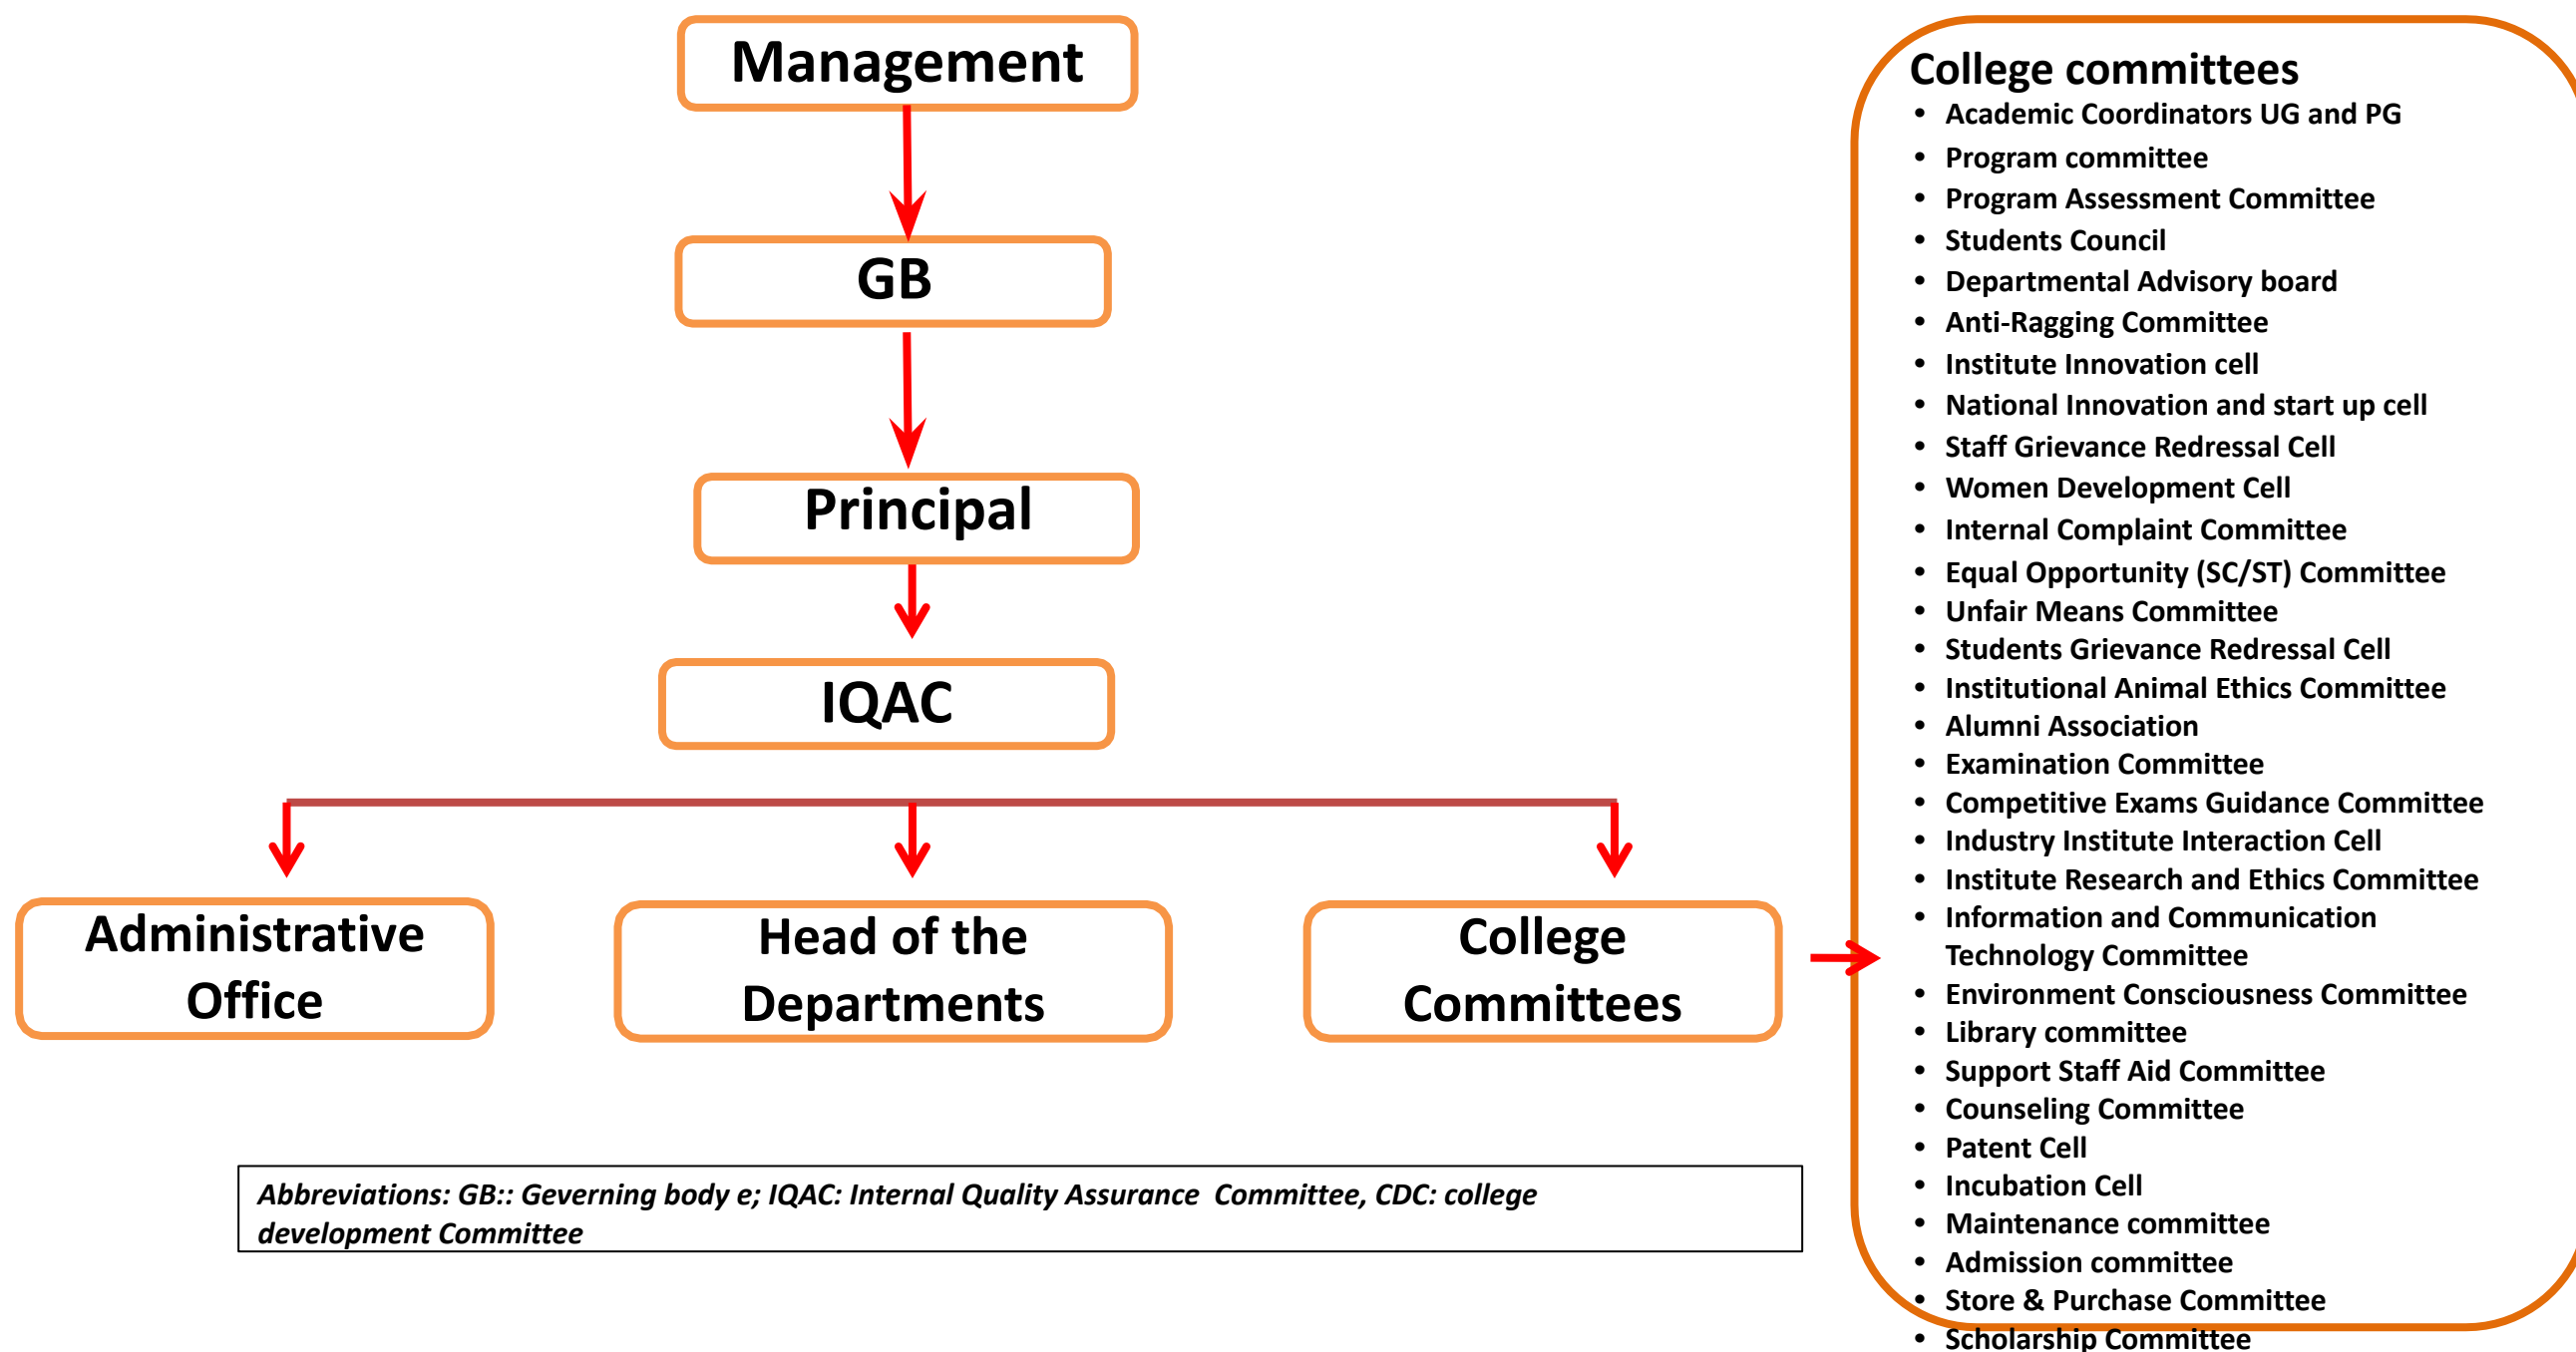 Management
GB
Principal
IQAC
Administrative
Office
Head of the
Departments
College
Committees
Abbreviations: GB:: Geverning body e; IQAC: Internal Quality Assurance  Committee, CDC: college
development Committee
College committees
• Academic Coordinators UG and PG
• Program committee
• Program Assessment Committee
• Students Council
• Departmental Advisory board
• Anti-Ragging Committee
• Institute Innovation cell
• National Innovation and start up cell
• Staff Grievance Redressal Cell
• Women Development Cell
• Internal Complaint Committee
• Equal Opportunity (SC/ST) Committee
• Unfair Means Committee
• Students Grievance Redressal Cell
• Institutional Animal Ethics Committee
• Alumni Association
• Examination Committee
• Competitive Exams Guidance Committee
• Industry Institute Interaction Cell
• Institute Research and Ethics Committee
• Information and Communication
Technology Committee
• Environment Consciousness Committee
• Library committee
• Support Staff Aid Committee
• Counseling Committee
• Patent Cell
• Incubation Cell
• Maintenance committee
• Admission committee
• Store & Purchase Committee
• Scholarship Committee